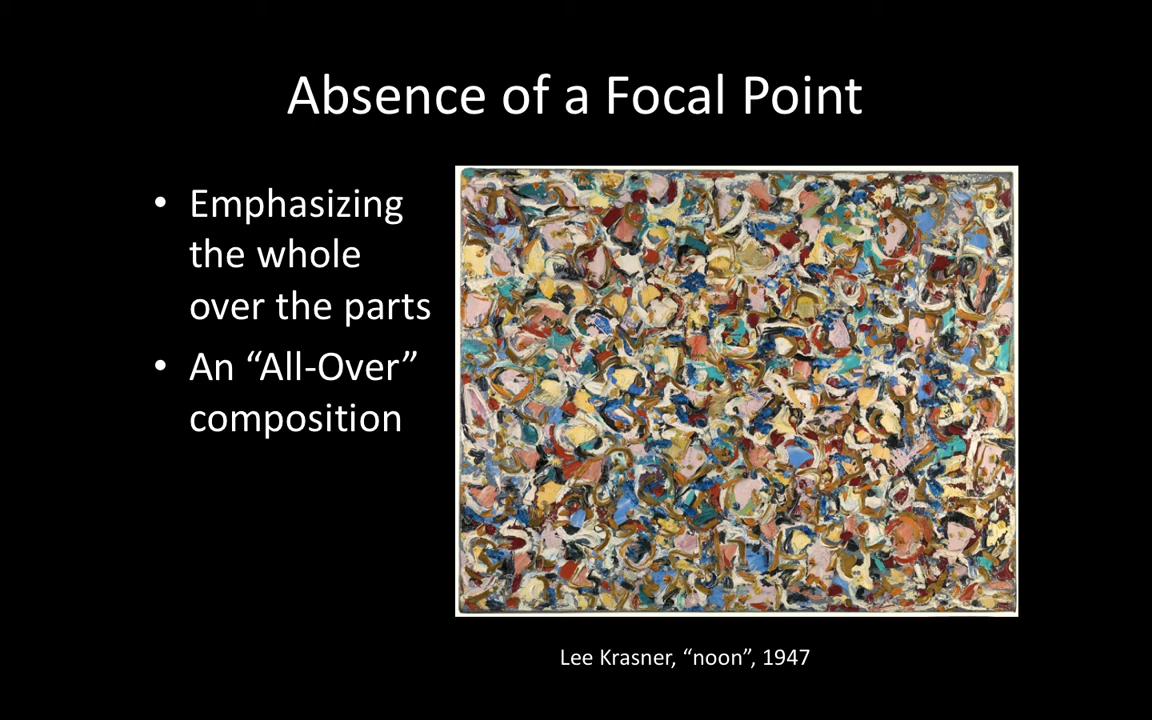 Absence of a Focal Point
• Emphasizing
the whole
over the parts
• An “All-Over”
composition
Lee Krasner, “noon”, 1947